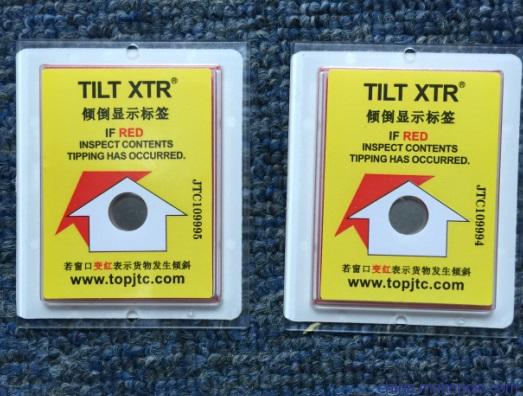 TILT XTR®
倾倒显示标签
IF RED
INSPECT CONTENTS
TIPPING HAS OCCURRED.
JTC109995
若窗口变红表示货物发生倾斜
www.topjtc.com
TILT XTR®
倾倒显示标签
IF RED
INSPECT CONTENTS
TIPPING HAS OCCURRED.
JTC109994
若窗口变红表示货物发生倾斜
www.topjtc.com